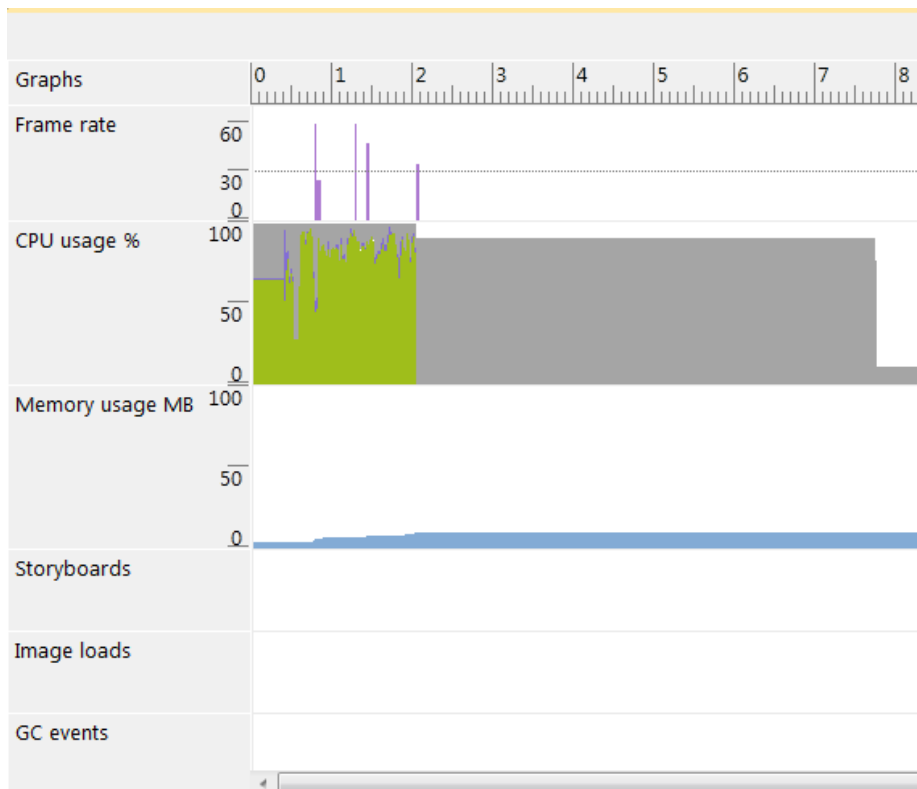 Graphs 0 1 2 3 4 5 6 7 8
Frame rate
60
30
0
CPU usage %
100
50
0
Memory usage MB
100
50
0
Storyboards
Image loads
GC events